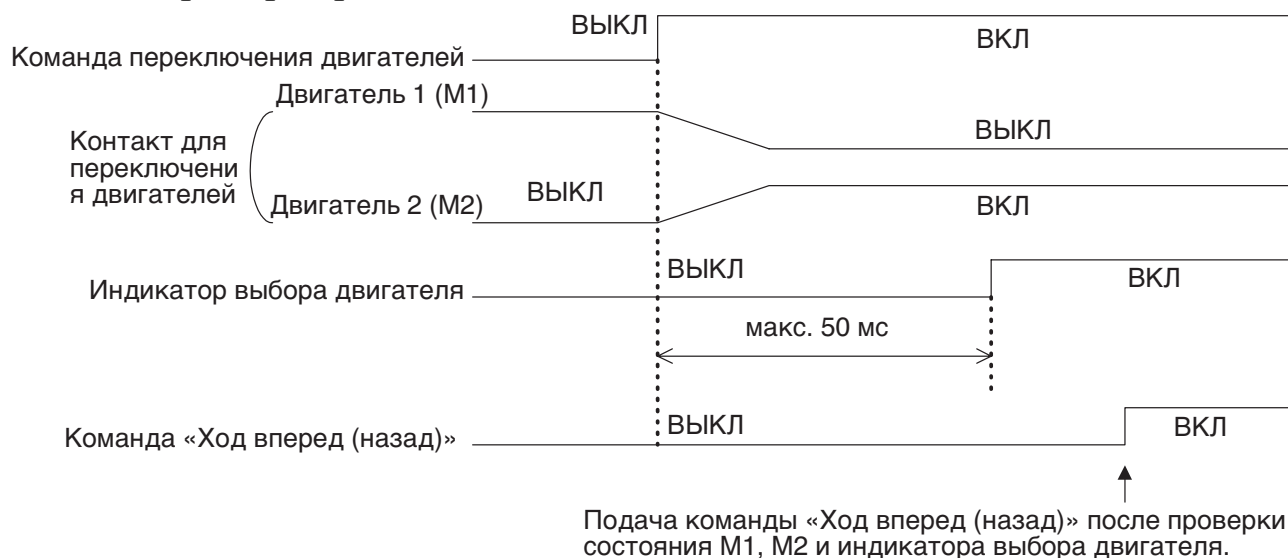 ВЫКЛ
ВКЛ
Команда переключения двигателей
Двигатель 1 (M1)
ВЫКЛ
Контакт для
переключени
я двигателей
Двигатель 2 (M2)
ВЫКЛ
ВКЛ
ВЫКЛ
ВКЛ
Индикатор выбора двигателя
макс. 50 мс
ВЫКЛ
ВКЛ
Команда «Ход вперед (назад)»
Подача команды «Ход вперед (назад)» после проверки
состояния M1, M2 и индикатора выбора двигателя.